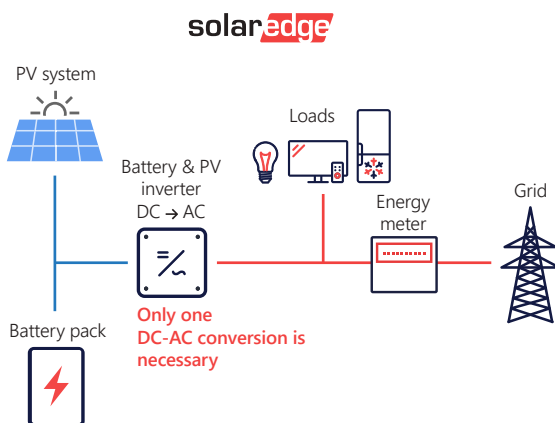 solaredge
PV system
Loads
Battery & PV
inverter
DC → AC
Energy
meter
Grid
Only one
DC-AC conversion is
necessary
Battery pack